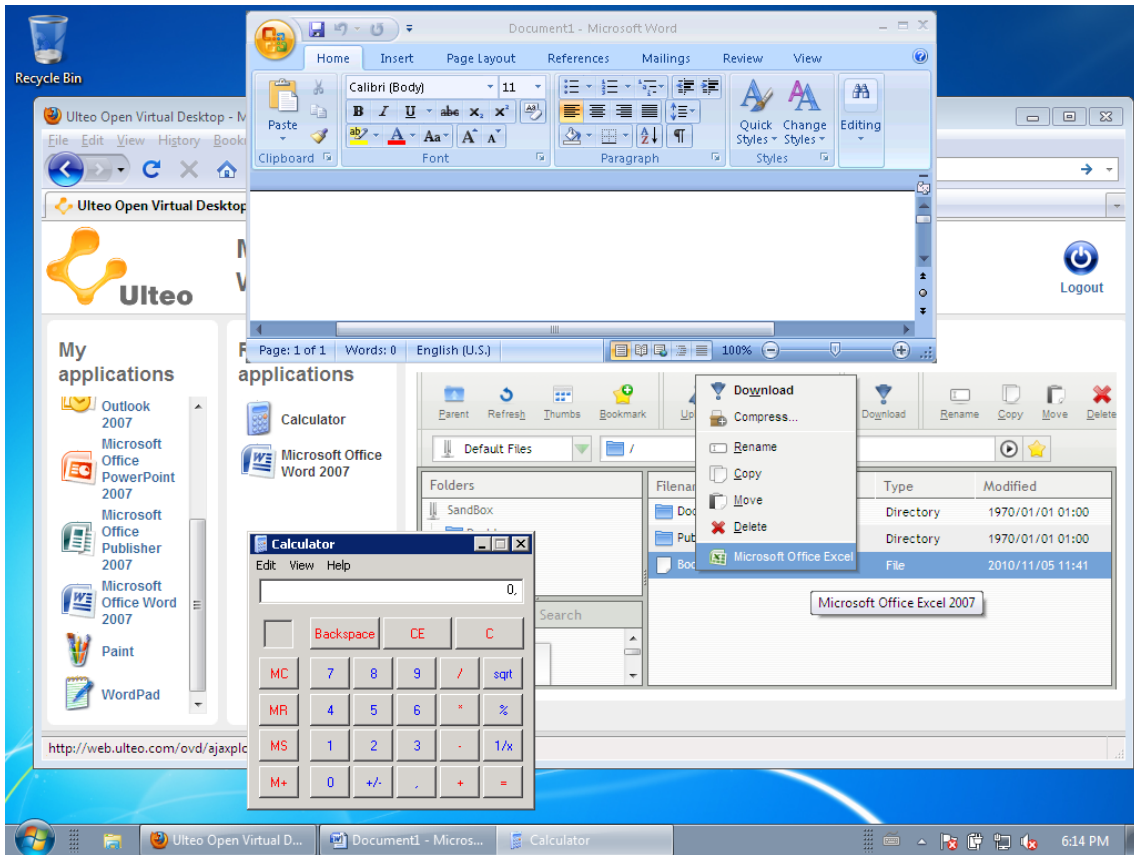 Recycle Bin
Document1 - Microsoft Word
Home Insert Page Layout References Mailings Review View
Calibri (Body) 11
B I U abc x₂ x²
Aa A A
Paste
Quick Styles
Change Styles
Editing
Clipboard Font Paragraph Styles
Page: 1 of 1 Words: 0 English (U.S.) 100%
Ulteo Open Virtual Desktop - M
File Edit View History
Ulteo Open Virtual Desktop
Ulteo
Logout
My
applications
Outlook
2007
Microsoft
Office
PowerPoint
2007
Microsoft
Office
Publisher
2007
Microsoft
Office Word
2007
Paint
WordPad
applications
Calculator
Microsoft Office
Word 2007
Parent Refresh Thumbs Bookmark Download Rename Copy Move Delete
Default Files /
Folders
SandBox
Search
Type Modified
Directory 1970/01/01 01:00
Directory 1970/01/01 01:00
File 2010/11/05 11:41
Download
Compress...
Rename
Copy
Move
Delete
Microsoft Office Excel
Microsoft Office Excel 2007
Calculator
Edit View Help
0,
Backspace CE C
MC 7 8 9 / sqrt
MR 4 5 6 * %
MS 1 2 3 - 1/x
M+ 0 +/- , + =
http://web.ulteo.com/ovd/ajaxplo
Ulteo Open Virtual D... Document1 - Micros... Calculator 6:14 PM